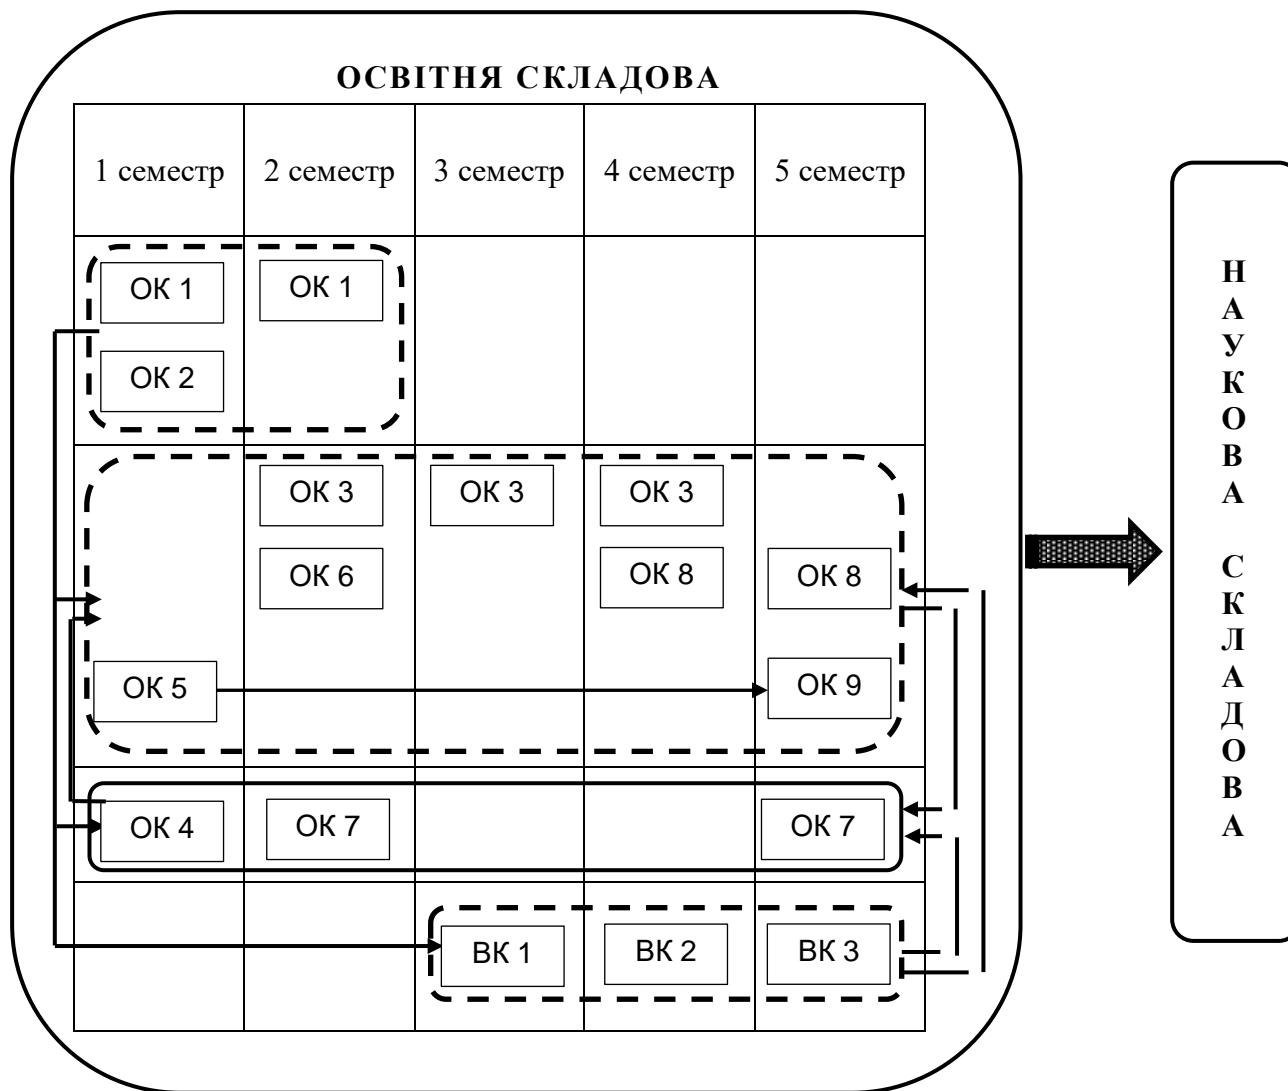 ОСВІТНЯ СКЛАДОВА
1 семестр 2 семестр 3 семестр 4 семестр 5 семестр
ОК 1 ОК 1
ОК 2
ОК 3 ОК 3 ОК 3
ОК 6 ОК 8 ОК 8
ОК 5 ОК 9
ОК 4 ОК 7 ОК 7
ВК 1 ВК 2 ВК 3
НАУКОВА СКЛАДОВА